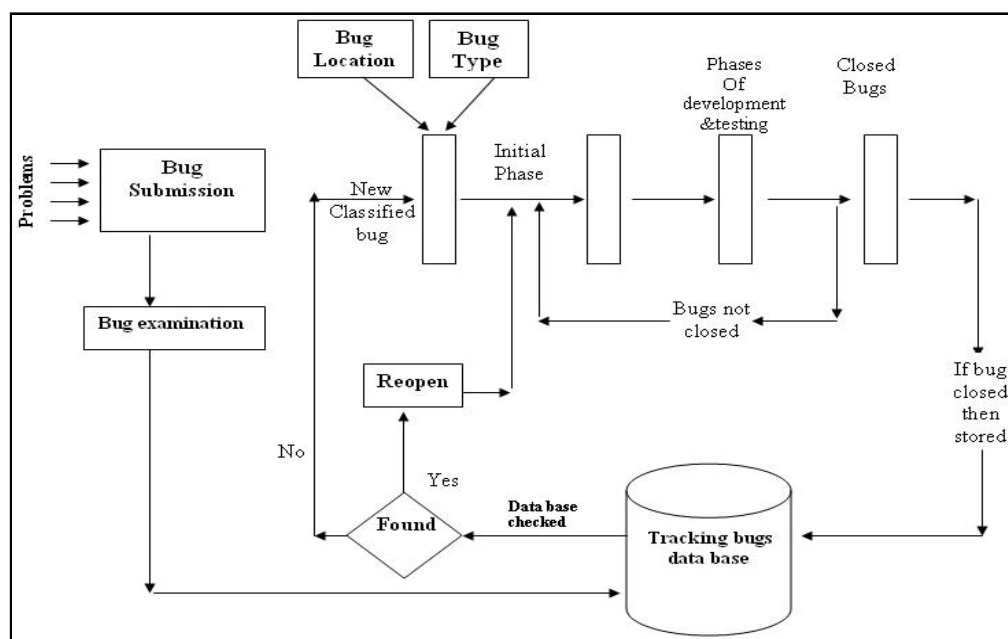 Bug
Location
Bug
Type
Phases
Of
development
&testing
Closed
Bugs
Problems
Bug
Submission
Initial
Phase
New
Classified
bug
Bug examination
Bugs not
closed
Reopen
If bug
closed
then
stored
No
Yes
Found
Data base
checked
Tracking bugs
data base